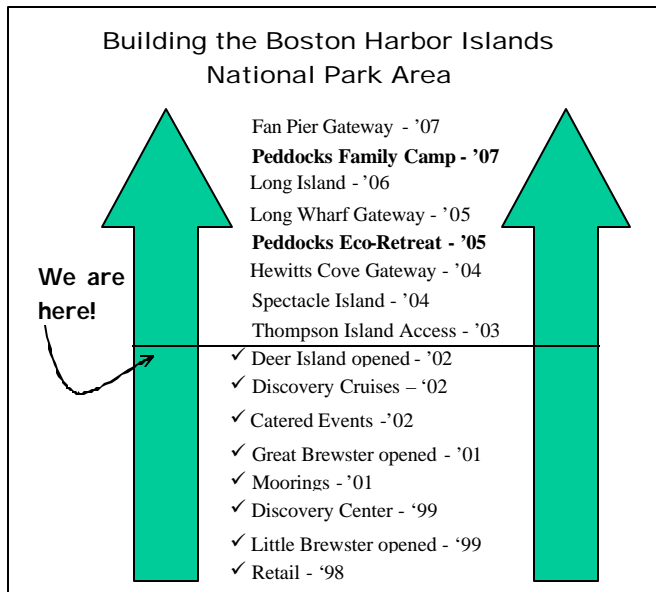 Building the Boston Harbor Islands
National Park Area
Fan Pier Gateway - ’07
Peddocks Family Camp - ’07
Long Island - ’06
Long Wharf Gateway - ’05
Peddocks Eco-Retreat - ’05
We are
here!
Hewitts Cove Gateway - ’04
Spectacle Island - ’04
Thompson Island Access - ’03
✓ Deer Island opened - ’02
✓ Discovery Cruises – ‘02
✓ Catered Events -’02
✓ Great Brewster opened - ’01
✓ Moorings - ’01
✓ Discovery Center - ‘99
✓ Little Brewster opened - ‘99
✓ Retail - ‘98